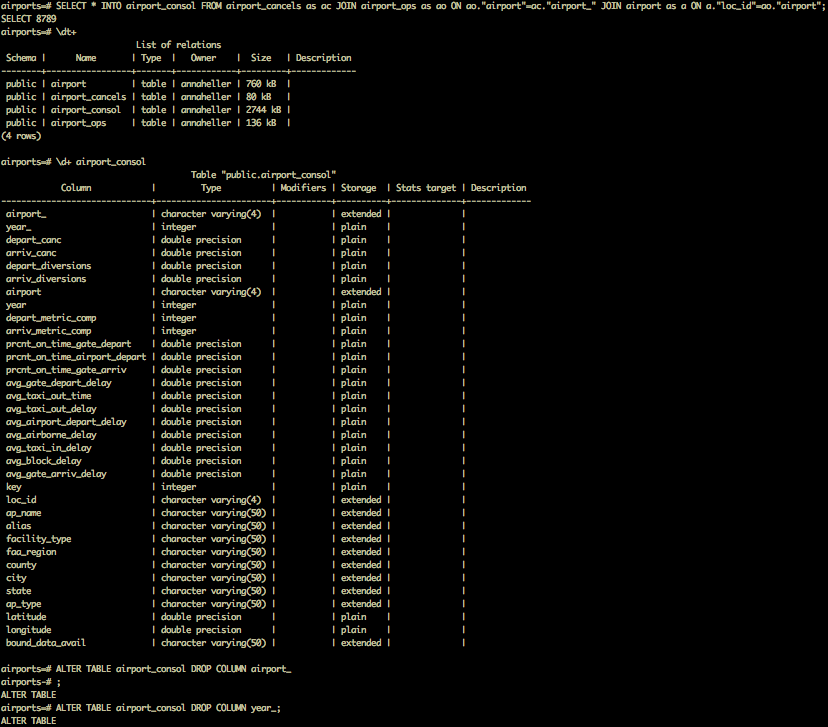 airports=# SELECT * INTO airport_consol FROM airport_cancels as ac JOIN airport_ops as ao ON ao."airport"=ac."airport_" JOIN airport as a ON a."loc_id"=ao."airport";
SELECT 8789
airports=# \dt+
List of relations
Schema | Name | Type | Owner | Size | Description
--------+-----------------+-------+------------+---------+-------------
public | airport | table | annaheller | 760 kB |
public | airport_cancels | table | annaheller | 80 kB |
public | airport_consol | table | annaheller | 2744 kB |
public | airport_ops | table | annaheller | 136 kB |
(4 rows)
airports=# \d+ airport_consol
Table "public.airport_consol"
Column | Type | Modifiers | Storage | Stats target | Description
-----------------------------+-----------------------+-----------+----------+--------------+-------------
airport_ | character varying(4) | | extended | |
year_ | integer | | plain | |
depart_canc | double precision | | plain | |
arriv_canc | double precision | | plain | |
depart_diversions | double precision | | plain | |
arriv_diversions | double precision | | plain | |
airport | character varying(4) | | extended | |
year | integer | | plain | |
depart_metric_comp | integer | | plain | |
arriv_metric_comp | integer | | plain | |
prcnt_on_time_gate_depart | double precision | | plain | |
prcnt_on_time_airport_depart | double precision | | plain | |
prcnt_on_time_gate_arriv | double precision | | plain | |
avg_gate_depart_delay | double precision | | plain | |
avg_taxi_out_time | double precision | | plain | |
avg_taxi_out_delay | double precision | | plain | |
avg_airport_depart_delay | double precision | | plain | |
avg_airborne_delay | double precision | | plain | |
avg_taxi_in_delay | double precision | | plain | |
avg_block_delay | double precision | | plain | |
avg_gate_arriv_delay | double precision | | plain | |
key | integer | | plain | |
loc_id | character varying(4) | | extended | |
ap_name | character varying(50) | | extended | |
alias | character varying(50) | | extended | |
facility_type | character varying(50) | | extended | |
faa_region | character varying(50) | | extended | |
county | character varying(50) | | extended | |
city | character varying(50) | | extended | |
state | character varying(50) | | extended | |
ap_type | character varying(50) | | extended | |
latitude | double precision | | plain | |
longitude | double precision | | plain | |
bound_data_avail | character varying(50) | | extended | |
airports=# ALTER TABLE airport_consol DROP COLUMN airport_
airports-# ;
ALTER TABLE
airports=# ALTER TABLE airport_consol DROP COLUMN year_;
ALTER TABLE